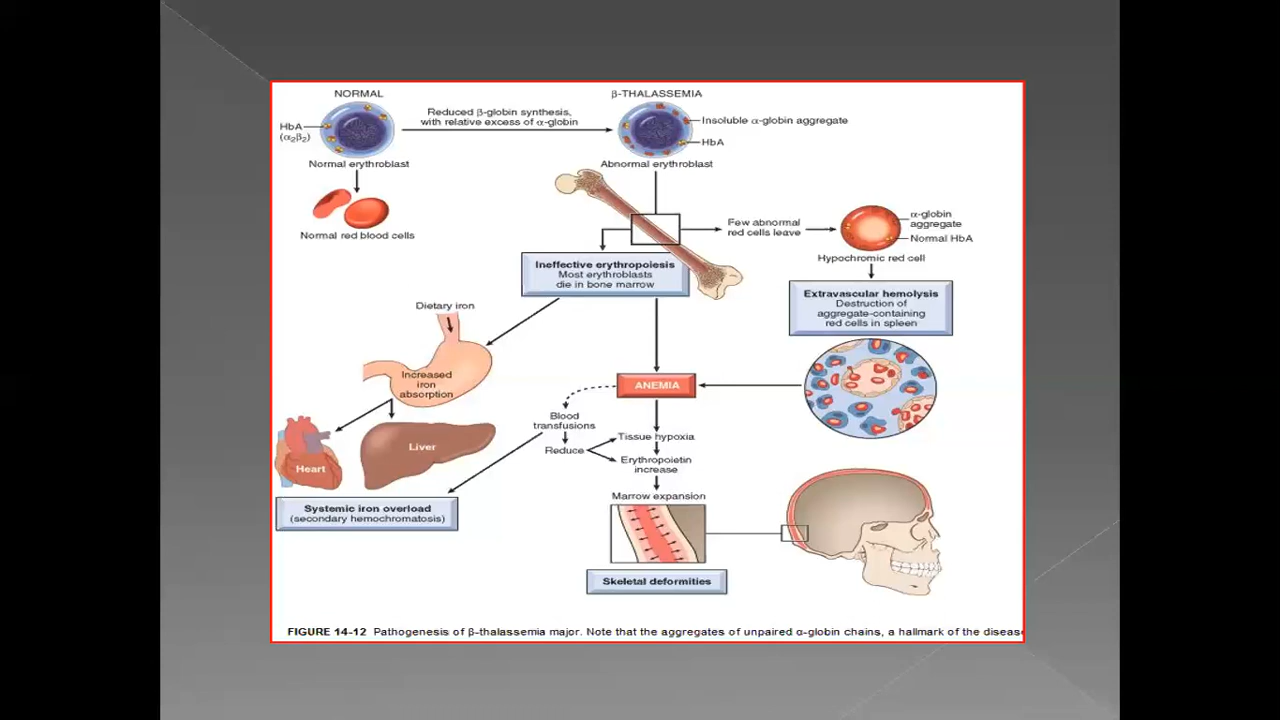 NORMAL
β-THALASSEMIA
Reduced β-globin synthesis,
with relative excess of α-globin
HbA
(α₂β₂)
Insoluble α-globin aggregate
HbA
Normal erythroblast
Abnormal erythroblast
Normal red blood cells
Few abnormal
red cells leave
α-globin
aggregate
Normal HbA
Hypochromic red cell
Ineffective erythropoiesis
Most erythroblasts
die in bone marrow
Extravascular hemolysis
Destruction of
aggregate-containing
red cells in spleen
Dietary iron
Increased
iron
absorption
ANEMIA
Blood
transfusions
Reduce
Tissue hypoxia
Erythropoietin
increase
Heart
Liver
Marrow expansion
Systemic iron overload
(secondary hemochromatosis)
Skeletal deformities
FIGURE 14-12 Pathogenesis of β-thalassemia major. Note that the aggregates of unpaired α-globin chains, a hallmark of the disease